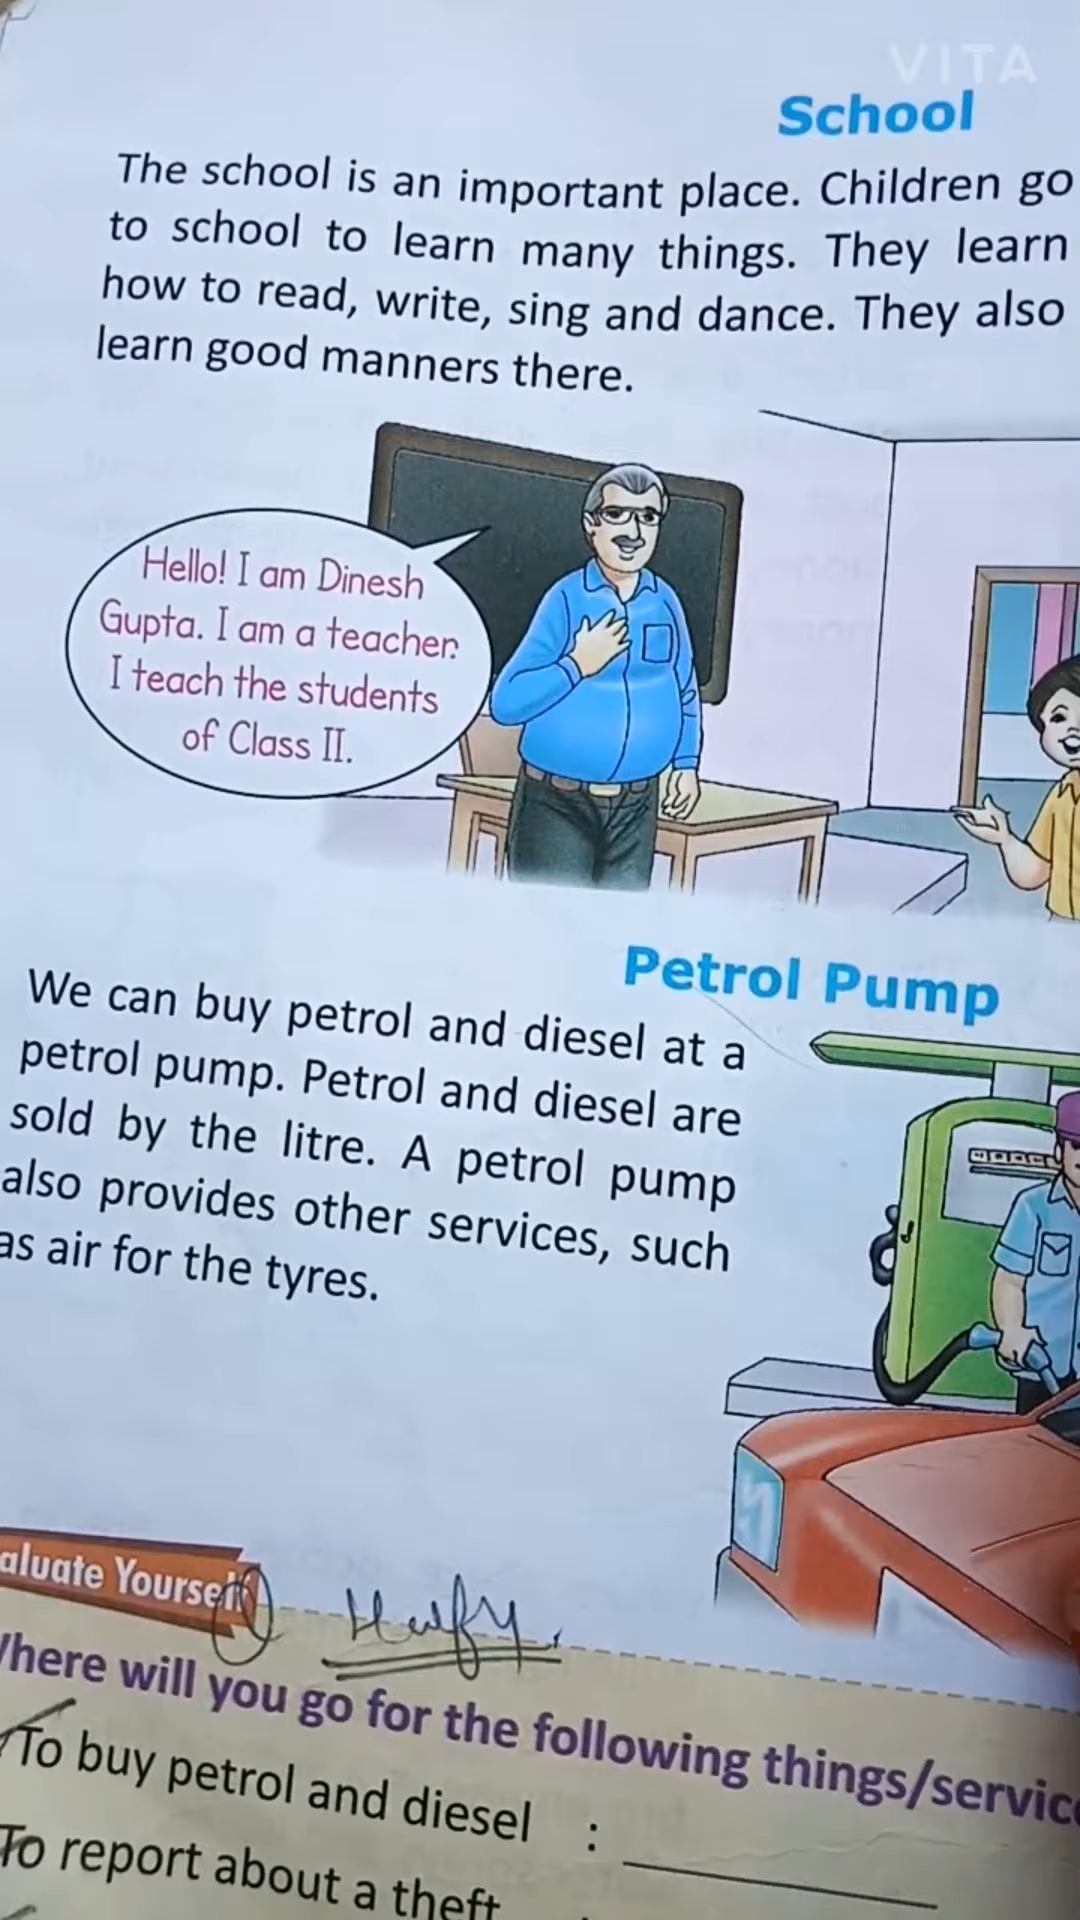 VITA
School
The school is an important place. Children go
to school to learn many things. They learn
how to read, write, sing and dance. They also
learn good manners there.
Hello! I am Dinesh
Gupta. I am a teacher.
I teach the students
of Class II.
Petrol Pump
We can buy petrol and diesel at a
petrol pump. Petrol and diesel are
sold by the litre. A petrol pump
also provides other services, such
as air for the tyres.
aluate Yourself
here will you go for the following things/servic
To buy petrol and diesel : 
To report about a theft